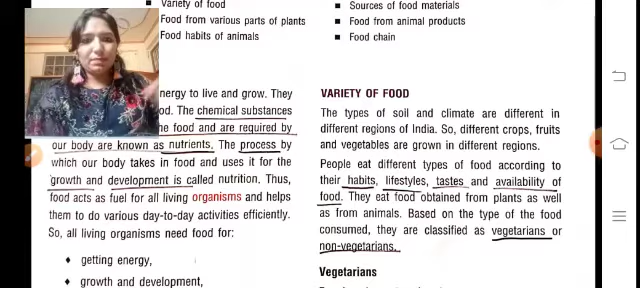 Variety of food
Food from various parts of plants
Food habits of animals
Sources of food materials
Food from animal products
Food chain
nergy to live and grow. They
od. The chemical substances
he food and are required by
our body are known as nutrients. The process by
which our body takes in food and uses it for the
growth and development is called nutrition. Thus,
food acts as fuel for all living organisms and helps
them to do various day-to-day activities efficiently.
So, all living organisms need food for:
getting energy,
growth and development,
VARIETY OF FOOD
The types of soil and climate are different in
different regions of India. So, different crops, fruits
and vegetables are grown in different regions.
People eat different types of food according to
their habits, lifestyles, tastes and availability of
food. They eat food obtained from plants as well
as from animals. Based on the type of the food
consumed, they are classified as vegetarians or
non-vegetarians.
Vegetarians